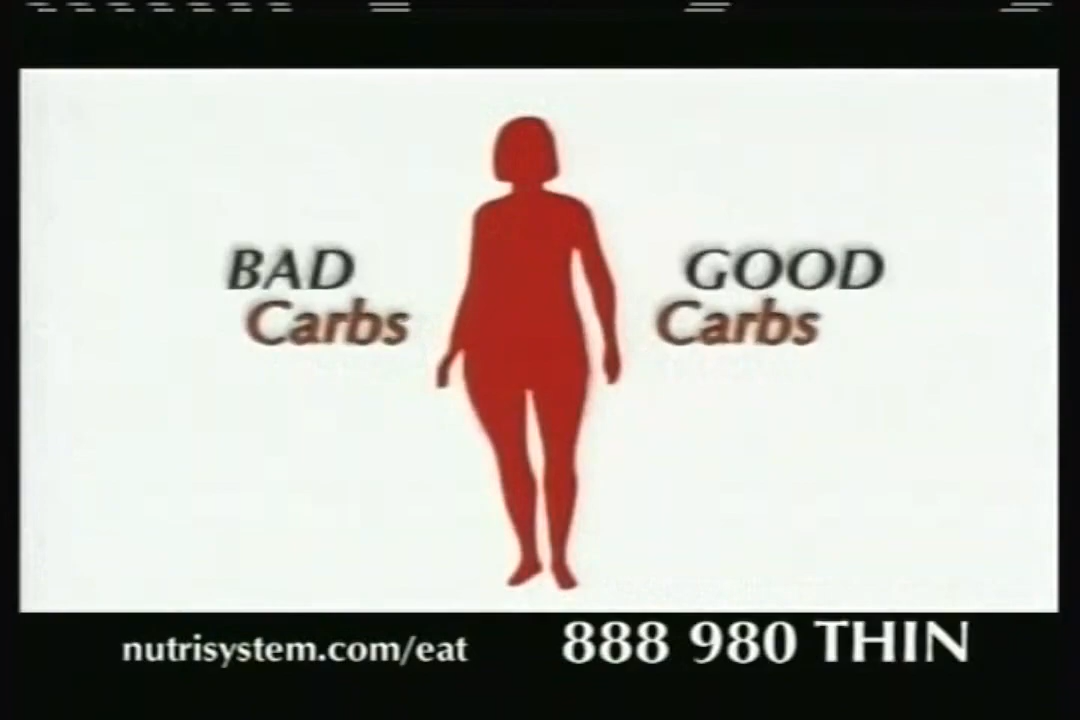 BAD
Carbs
GOOD
Carbs
nutrisystem.com/eat
888 980 THIN